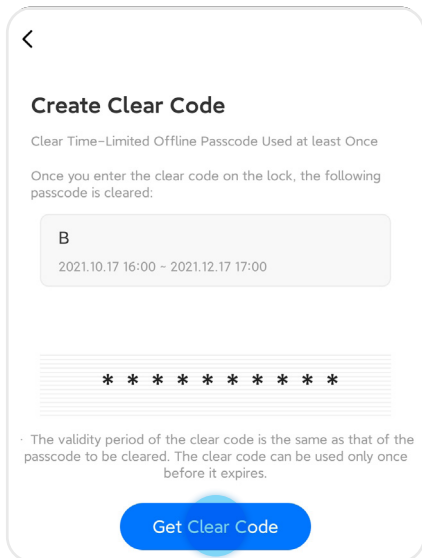 Create Clear Code
Clear Time-Limited Offline Passcode Used at least Once
Once you enter the clear code on the lock, the following
passcode is cleared:
B
2021.10.17 16:00 ~ 2021.12.17 17:00
* * * * * * * * * *
· The validity period of the clear code is the same as that of the
passcode to be cleared. The clear code can be used only once
before it expires.
Get Clear Code